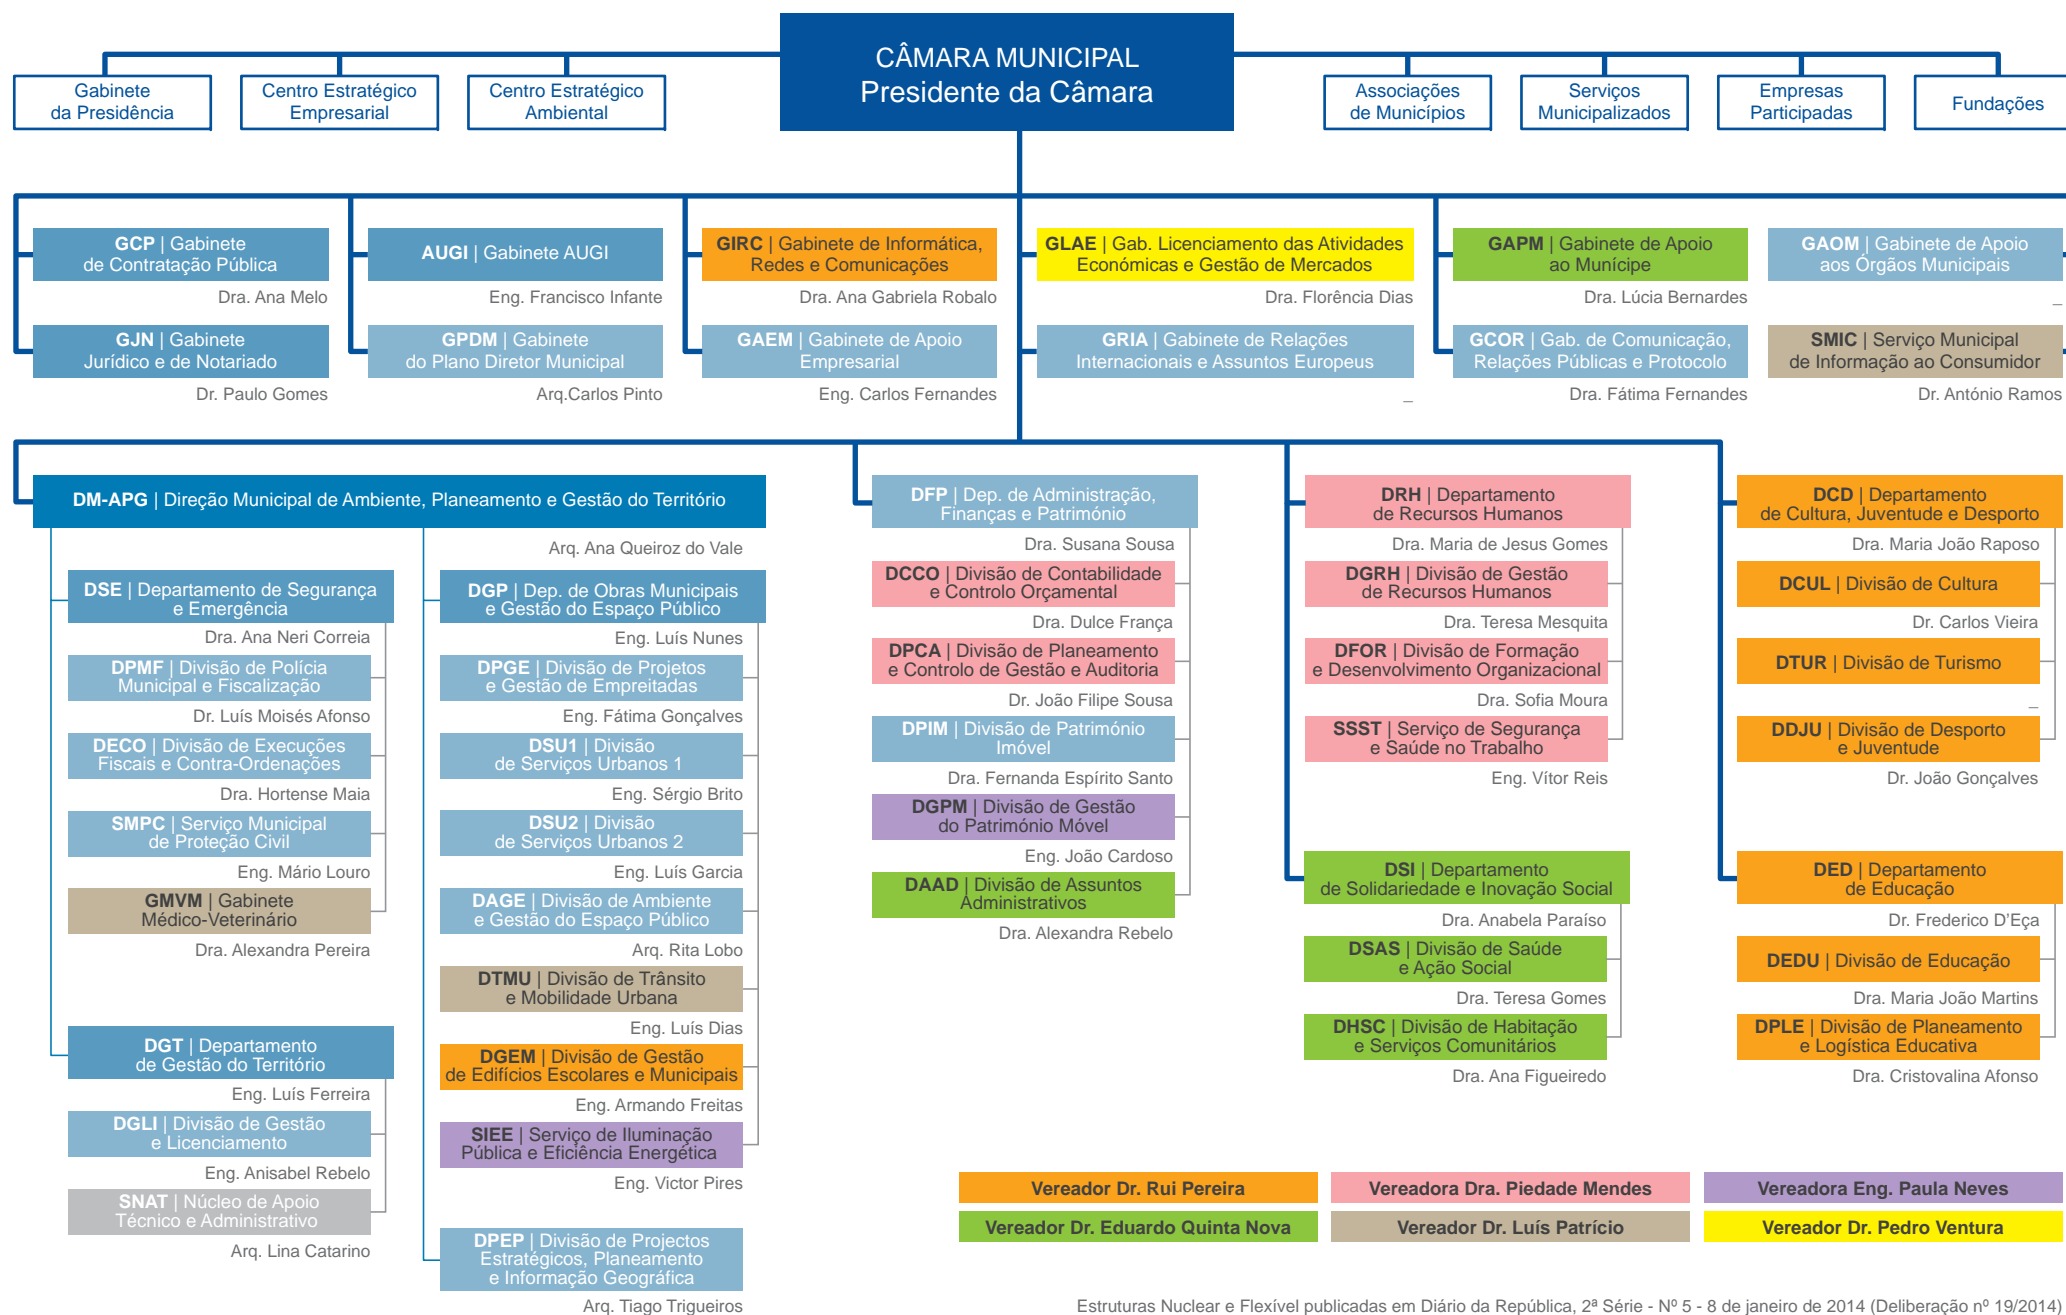 CÂMARA MUNICIPAL
Presidente da Câmara
Gabinete
da Presidência
Centro Estratégico
Empresarial
Centro Estratégico
Ambiental
Associações
de Municípios
Serviços
Municipalizados
Empresas
Participadas
Fundações
GCP | Gabinete
de Contratação Pública
Dra. Ana Melo
AUGI | Gabinete AUGI
Eng. Francisco Infante
GIRC | Gabinete de Informática,
Redes e Comunicações
Dra. Ana Gabriela Robalo
GLAE | Gab. Licenciamento das Atividades
Económicas e Gestão de Mercados
Dra. Florência Dias
GAPM | Gabinete de Apoio
ao Munícipe
Dra. Lúcia Bernardes
GAOM | Gabinete de Apoio
aos Órgãos Municipais
_
GJN | Gabinete
Jurídico e de Notariado
Dr. Paulo Gomes
GPDM | Gabinete
do Plano Diretor Municipal
Arq.Carlos Pinto
GAEM | Gabinete de Apoio
Empresarial
Eng. Carlos Fernandes
GRIA | Gabinete de Relações
Internacionais e Assuntos Europeus
_
GCOR | Gab. de Comunicação,
Relações Públicas e Protocolo
Dra. Fátima Fernandes
SMIC | Serviço Municipal
de Informação ao Consumidor
Dr. António Ramos
DM-APG | Direção Municipal de Ambiente, Planeamento e Gestão do Território
Arq. Ana Queiroz do Vale
DSE | Departamento de Segurança
e Emergência
Dra. Ana Neri Correia
DPMF | Divisão de Polícia
Municipal e Fiscalização
Dr. Luís Moisés Afonso
DECO | Divisão de Execuções
Fiscais e Contra-Ordenações
Dra. Hortense Maia
SMPC | Serviço Municipal
de Proteção Civil
Eng. Mário Louro
GMVM | Gabinete
Médico-Veterinário
Dra. Alexandra Pereira
DGT | Departamento
de Gestão do Território
Eng. Luís Ferreira
DGLI | Divisão de Gestão
e Licenciamento
Eng. Anisabel Rebelo
SNAT | Núcleo de Apoio
Técnico e Administrativo
Arq. Lina Catarino
DGP | Dep. de Obras Municipais
e Gestão do Espaço Público
Eng. Luís Nunes
DPGE | Divisão de Projetos
e Gestão de Empreitadas
Eng. Fátima Gonçalves
DSU1 | Divisão
de Serviços Urbanos 1
Eng. Sérgio Brito
DSU2 | Divisão
de Serviços Urbanos 2
Eng. Luís Garcia
DAGE | Divisão de Ambiente
e Gestão do Espaço Público
Arq. Rita Lobo
DTMU | Divisão de Trânsito
e Mobilidade Urbana
Eng. Luís Dias
DGEM | Divisão de Gestão
de Edifícios Escolares e Municipais
Eng. Armando Freitas
SIEE | Serviço de Iluminação
Pública e Eficiência Energética
Eng. Victor Pires
DPEP | Divisão de Projectos
Estratégicos, Planeamento
e Informação Geográfica
Arq. Tiago Trigueiros
DFP | Dep. de Administração,
Finanças e Património
Dra. Susana Sousa
DCCO | Divisão de Contabilidade
e Controlo Orçamental
Dra. Dulce França
DPCA | Divisão de Planeamento
e Controlo de Gestão e Auditoria
Dr. João Filipe Sousa
DPIM | Divisão de Património
Imóvel
Dra. Fernanda Espírito Santo
DGPM | Divisão de Gestão
do Património Móvel
Eng. João Cardoso
DAAD | Divisão de Assuntos
Administrativos
Dra. Alexandra Rebelo
DRH | Departamento
de Recursos Humanos
Dra. Maria de Jesus Gomes
DGRH | Divisão de Gestão
de Recursos Humanos
Dra. Teresa Mesquita
DFOR | Divisão de Formação
e Desenvolvimento Organizacional
Dra. Sofia Moura
SSST | Serviço de Segurança
e Saúde no Trabalho
Eng. Vítor Reis
DSI | Departamento
de Solidariedade e Inovação Social
Dra. Anabela Paraíso
DSAS | Divisão de Saúde
e Ação Social
Dra. Teresa Gomes
DHSC | Divisão de Habitação
e Serviços Comunitários
Dra. Ana Figueiredo
DCD | Departamento
de Cultura, Juventude e Desporto
Dra. Maria João Raposo
DCUL | Divisão de Cultura
Dr. Carlos Vieira
DTUR | Divisão de Turismo
_
DDJU | Divisão de Desporto
e Juventude
Dr. João Gonçalves
DED | Departamento
de Educação
Dr. Frederico D'Eça
DEDU | Divisão de Educação
Dra. Maria João Martins
DPLE | Divisão de Planeamento
e Logística Educativa
Dra. Cristovalina Afonso
Vereador Dr. Rui Pereira
Vereadora Dra. Piedade Mendes
Vereadora Eng. Paula Neves
Vereador Dr. Eduardo Quinta Nova
Vereador Dr. Luís Patrício
Vereador Dr. Pedro Ventura
Estruturas Nuclear e Flexível publicadas em Diário da República, 2ª Série - Nº 5 - 8 de janeiro de 2014 (Deliberação nº 19/2014)